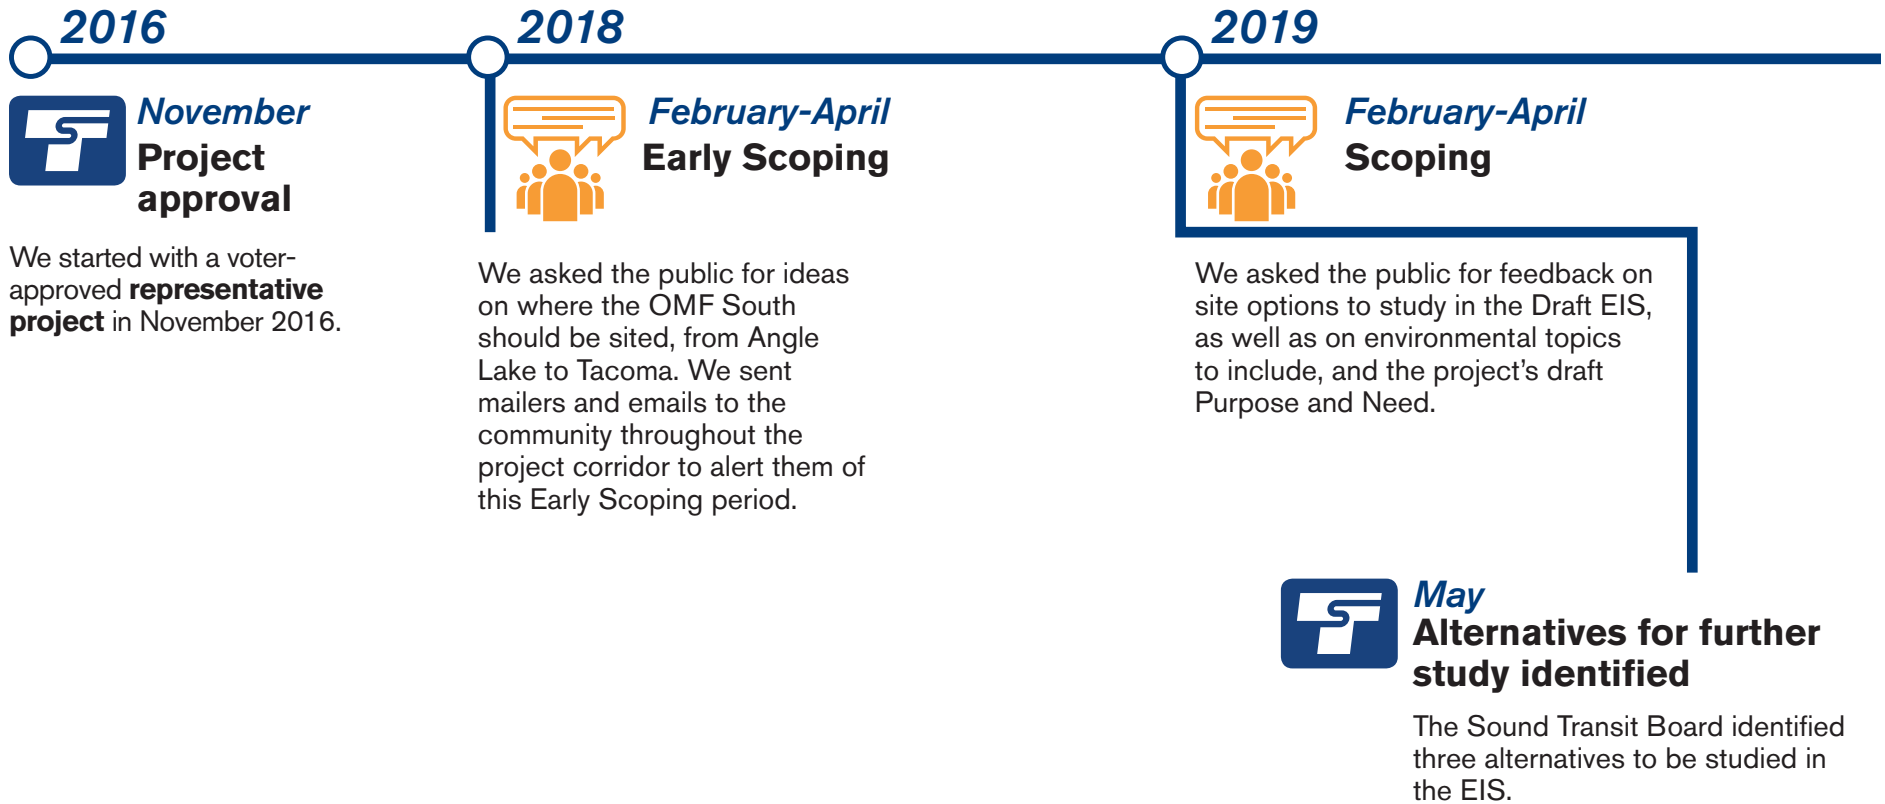 2016
November
Project
approval
We started with a voter-
approved representative
project in November 2016.
2018
February-April
Early Scoping
We asked the public for ideas
on where the OMF South
should be sited, from Angle
Lake to Tacoma. We sent
mailers and emails to the
community throughout the
project corridor to alert them of
this Early Scoping period.
2019
February-April
Scoping
We asked the public for feedback on
site options to study in the Draft EIS,
as well as on environmental topics
to include, and the project’s draft
Purpose and Need.
May
Alternatives for further
study identified
The Sound Transit Board identified
three alternatives to be studied in
the EIS.